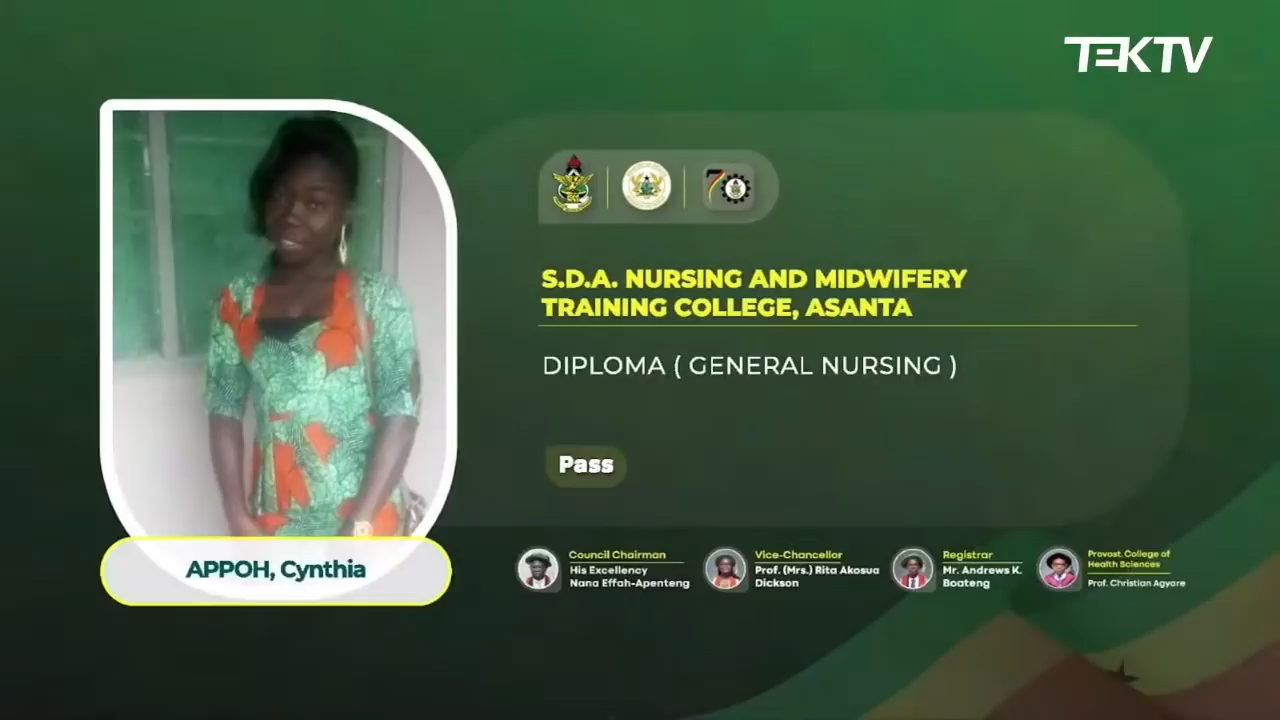 TEKTV
S.D.A. NURSING AND MIDWIFERY
TRAINING COLLEGE, ASANTA
DIPLOMA ( GENERAL NURSING )
Pass
APPOH, Cynthia
Council Chairman
His Excellency
Nana Effah-Apenteng
Vice-Chancellor
Prof. (Mrs.) Rita Akosua
Dickson
Registrar
Mr. Andrews K.
Boateng
Provost, College of
Health Sciences
Prof. Christian Agyare